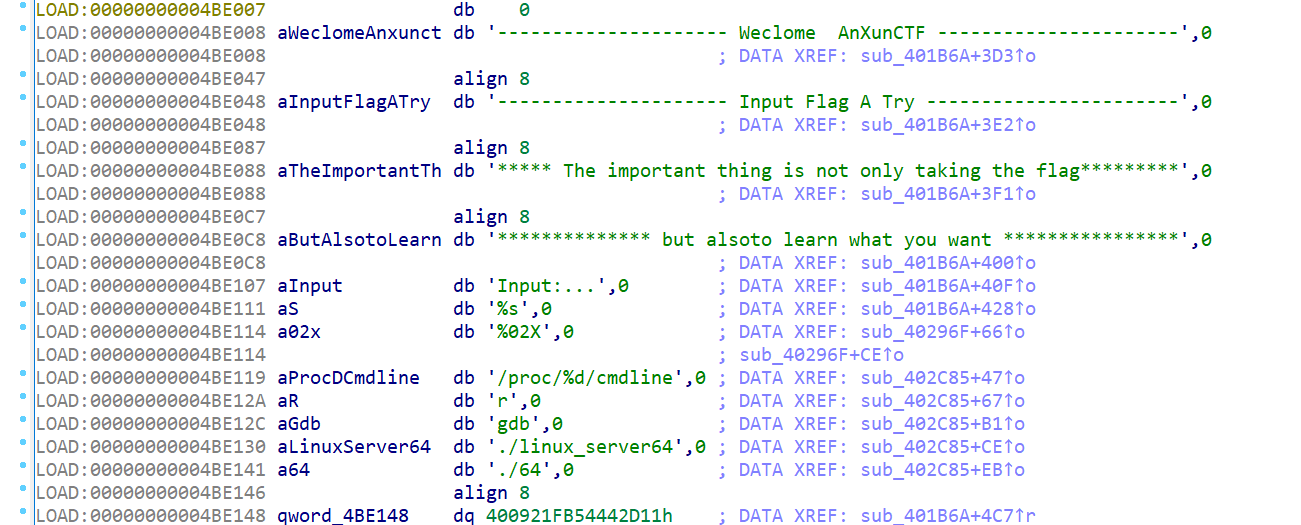 LOAD:00000000004BE007 db 0
LOAD:00000000004BE008 aWeclomeAnxunct db '--------------------- Weclome  AnXunCTF -----------------------',0
LOAD:00000000004BE008 ; DATA XREF: sub_401B6A+3D3↑o
LOAD:00000000004BE047 align 8
LOAD:00000000004BE048 aInputFlagATry db '--------------------- Input Flag A Try -----------------------',0
LOAD:00000000004BE048 ; DATA XREF: sub_401B6A+3E2↑o
LOAD:00000000004BE087 align 8
LOAD:00000000004BE088 aTheImportantTh db '***** The important thing is not only taking the flag*********',0
LOAD:00000000004BE088 ; DATA XREF: sub_401B6A+3F1↑o
LOAD:00000000004BE0C7 align 8
LOAD:00000000004BE0C8 aButAlsotoLearn db '************** but alsoto learn what you want ****************',0
LOAD:00000000004BE0C8 ; DATA XREF: sub_401B6A+400↑o
LOAD:00000000004BE107 aInput db 'Input:...',0 ; DATA XREF: sub_401B6A+40F↑o
LOAD:00000000004BE111 aS db '%s',0 ; DATA XREF: sub_401B6A+428↑o
LOAD:00000000004BE114 a02x db '%02X',0 ; DATA XREF: sub_40296F+66↑o
LOAD:00000000004BE114 ; sub_40296F+CE↑o
LOAD:00000000004BE119 aProcDCmdline db '/proc/%d/cmdline',0 ; DATA XREF: sub_402C85+47↑o
LOAD:00000000004BE12A aR db 'r',0 ; DATA XREF: sub_402C85+67↑o
LOAD:00000000004BE12C aGdb db 'gdb',0 ; DATA XREF: sub_402C85+B1↑o
LOAD:00000000004BE130 aLinuxServer64 db './linux_server64',0 ; DATA XREF: sub_402C85+CE↑o
LOAD:00000000004BE141 a64 db './64',0 ; DATA XREF: sub_402C85+EB↑o
LOAD:00000000004BE146 align 8
LOAD:00000000004BE148 qword_4BE148 dq 400921FB54442D11h ; DATA XREF: sub_401B6A+4C7↑r